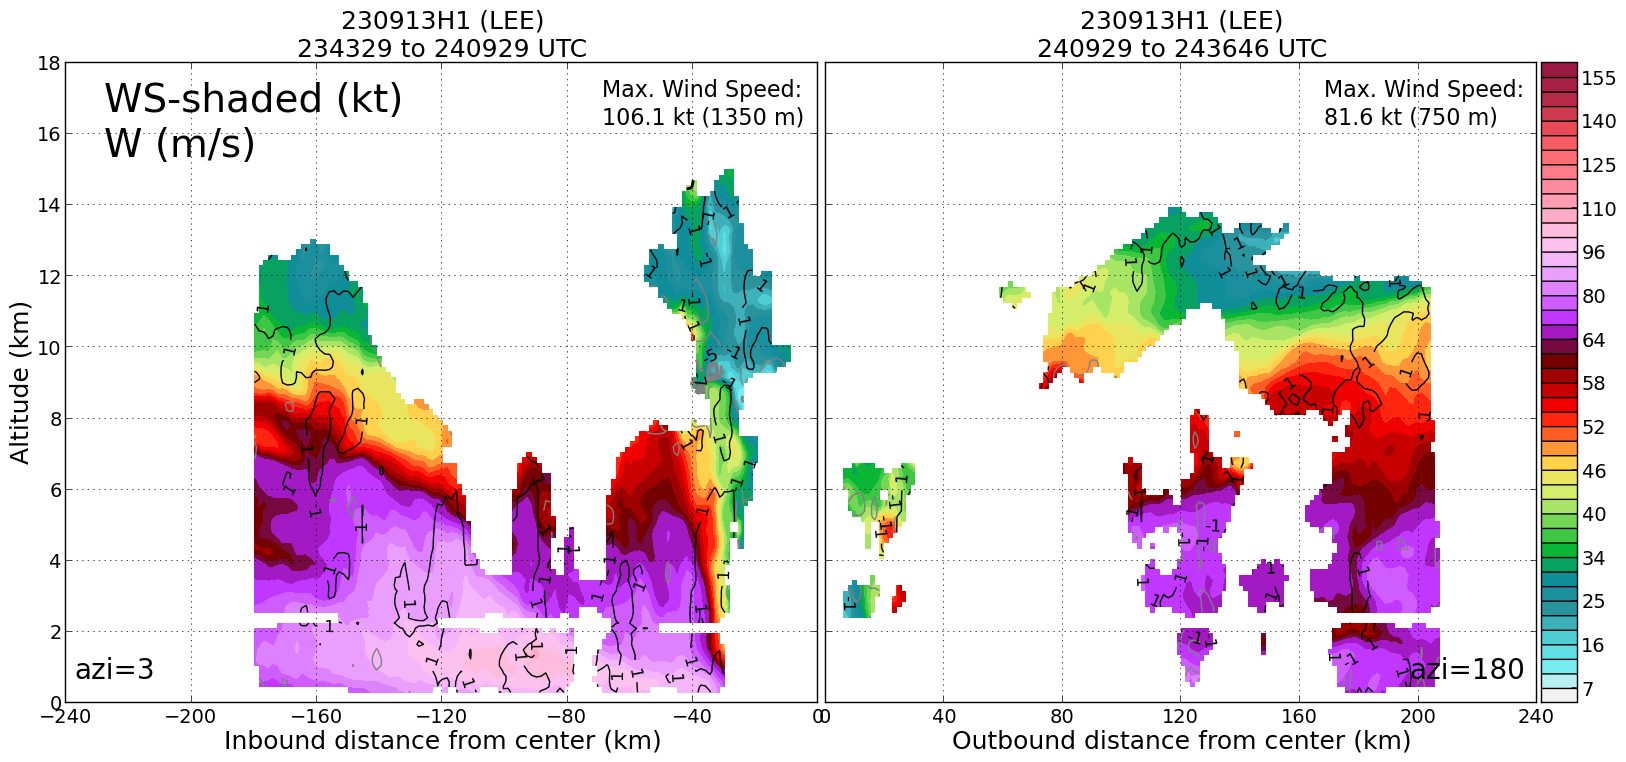 230913H1 (LEE)
234329 to 240929 UTC
WS-shaded (kt)
W (m/s)
Max. Wind Speed:
106.1 kt (1350 m)
18
16
14
12
10
8
6
4
2
0
Altitude (km)
azi=3
−240
−200
−160
−120
−80
−40
0
Inbound distance from center (km)
230913H1 (LEE)
240929 to 243646 UTC
Max. Wind Speed:
81.6 kt (750 m)
azi=180
0
40
80
120
160
200
240
Outbound distance from center (km)
155
140
125
110
96
80
64
58
52
46
40
34
25
16
7